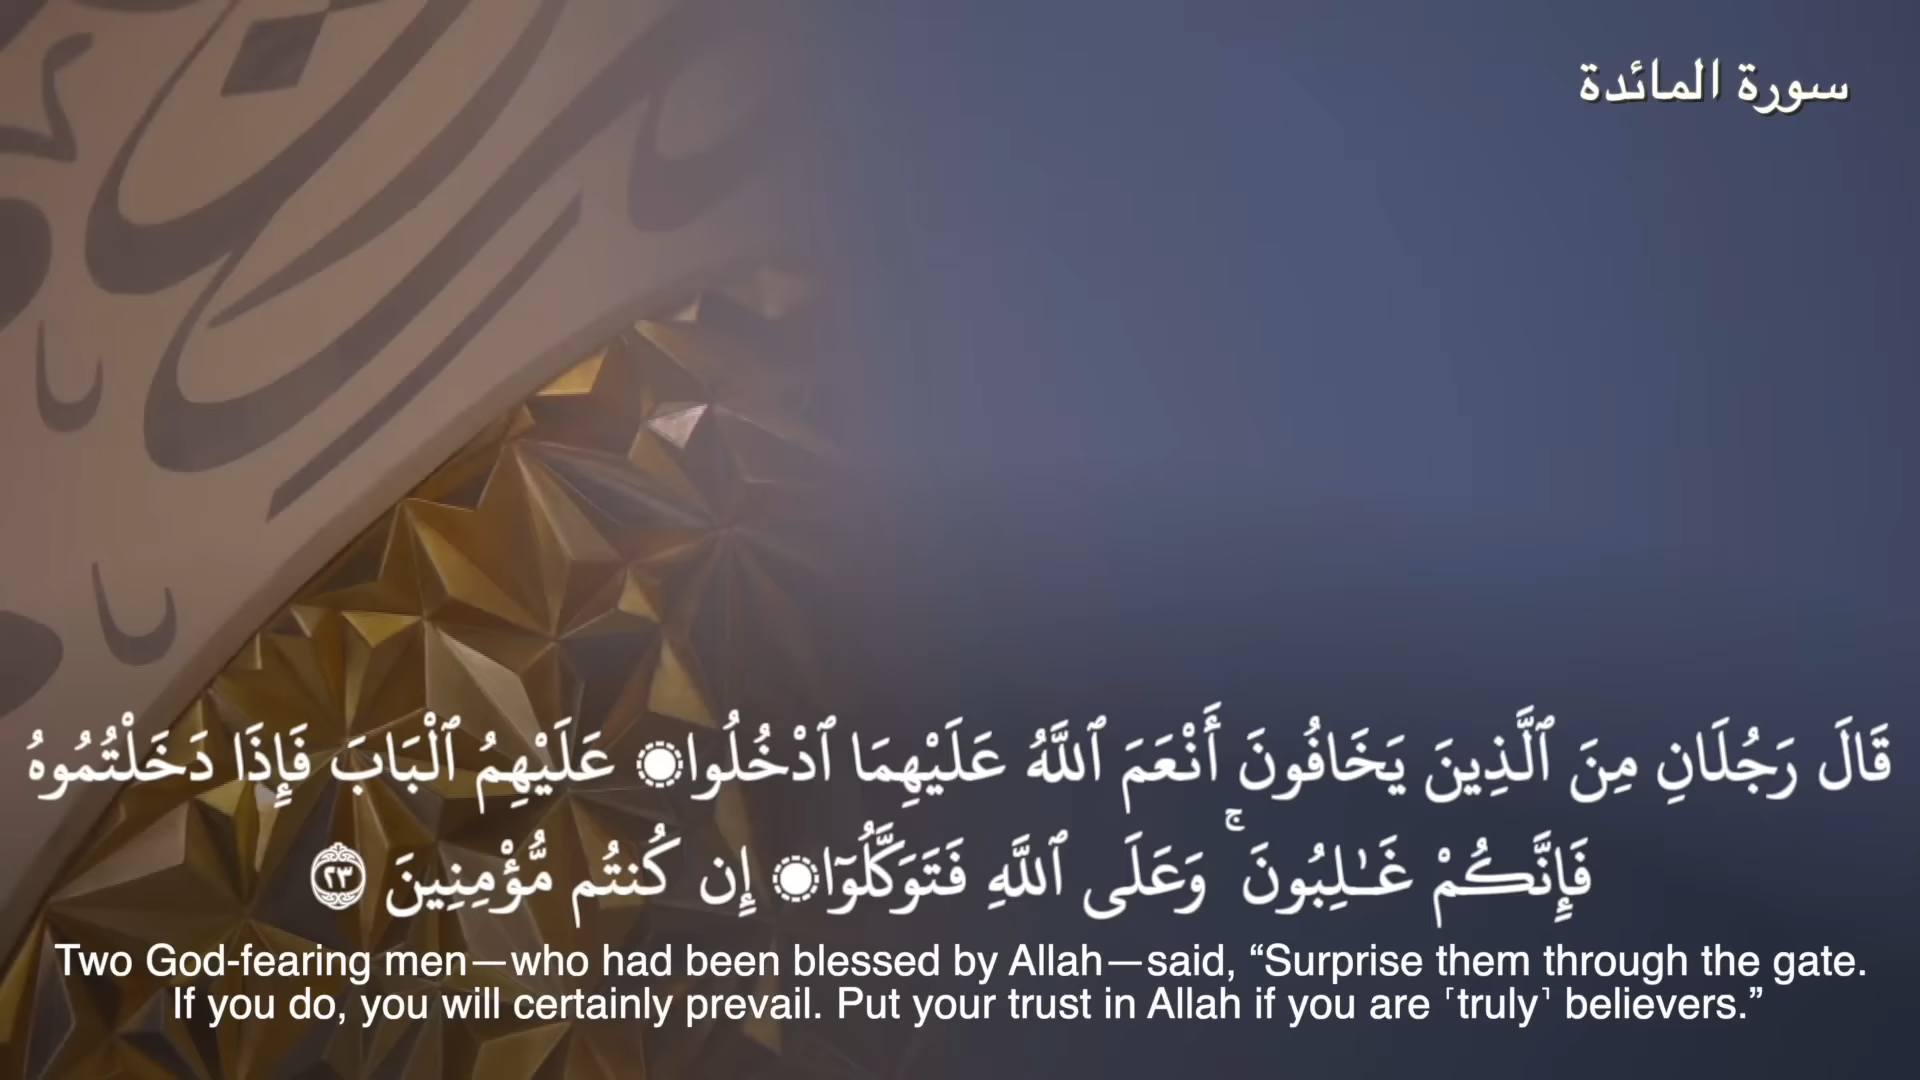 سورة المائدة
قَالَ رَجُلَانِ مِنَ ٱلَّذِينَ يَخَافُونَ أَنْعَمَ ٱللَّهُ عَلَيْهِمَا ٱدْخُلُوا۟ عَلَيْهِمُ ٱلْبَابَ فَإِذَا دَخَلْتُمُوهُ
فَإِنَّكُمْ غَـٰلِبُونَ ۚ وَعَلَى ٱللَّهِ فَتَوَكَّلُوٓا۟ إِن كُنتُم مُّؤْمِنِينَ ٢٣
Two God-fearing men—who had been blessed by Allah—said, “Surprise them through the gate.
If you do, you will certainly prevail. Put your trust in Allah if you are ˹truly˺ believers.”